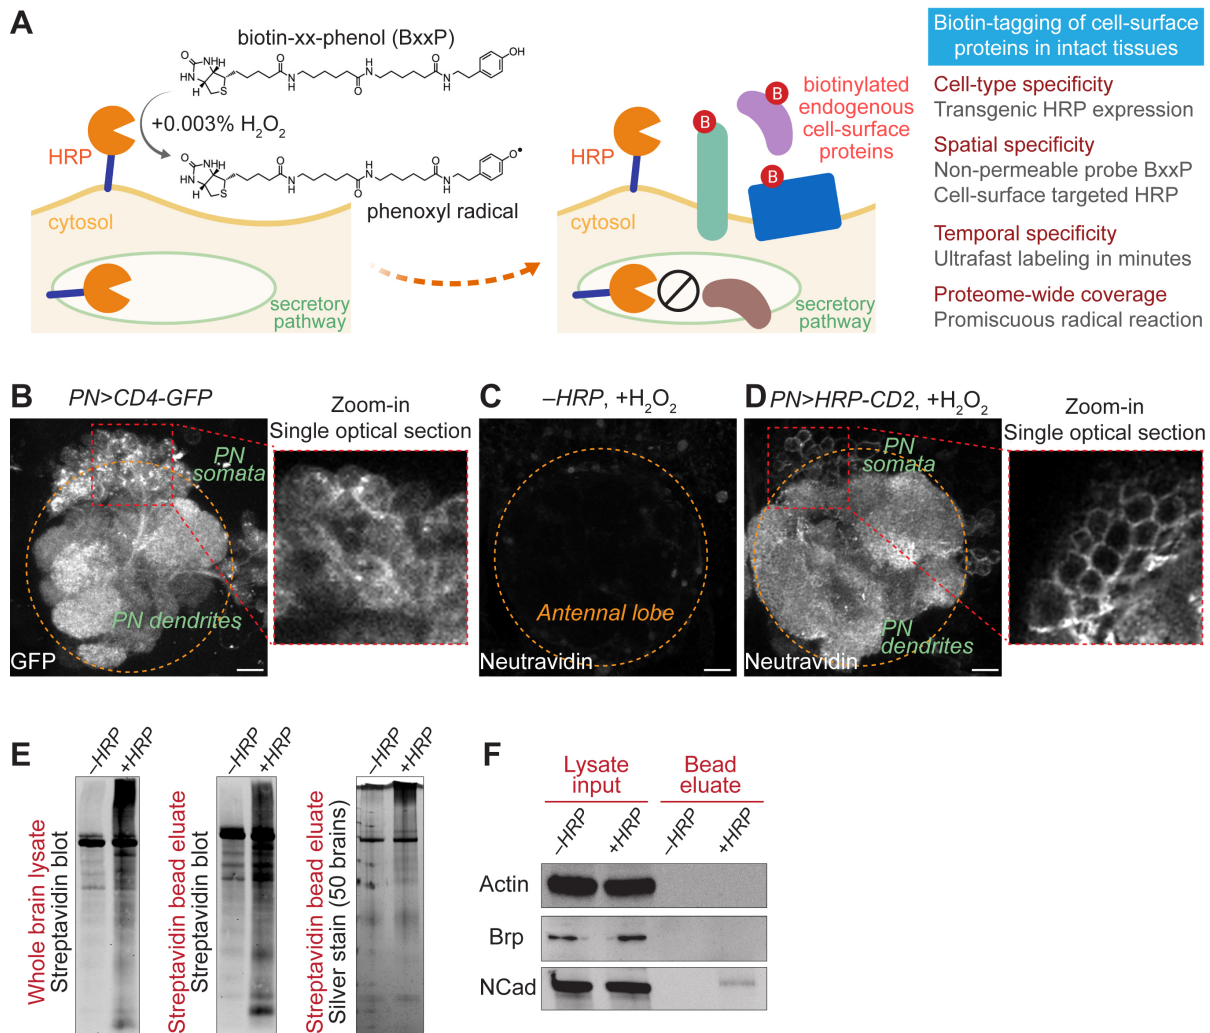 A
biotin-xx-phenol (BxxP)
O
HN
NH
H
H
S
O
N
H
O
H
N
O
N
H
OH
+0.003% H₂O₂
HRP
O
HN
NH
H
H
S
O
N
H
O
H
N
O
N
H
O•
phenoxyl radical
cytosol
secretory
pathway
HRP
B
B
B
biotinylated
endogenous
cell-surface
proteins
cytosol
secretory
pathway
Biotin-tagging of cell-surface
proteins in intact tissues
Cell-type specificity
Transgenic HRP expression
Spatial specificity
Non-permeable probe BxxP
Cell-surface targeted HRP
Temporal specificity
Ultrafast labeling in minutes
Proteome-wide coverage
Promiscuous radical reaction
B
PN>CD4-GFP
Zoom-in
Single optical section
PN
somata
PN dendrites
GFP
C
–HRP, +H₂O₂
Antennal lobe
Neutravidin
D
PN>HRP-CD2, +H₂O₂
Zoom-in
Single optical section
PN
somata
PN
dendrites
Neutravidin
E
–HRP
+HRP
Whole brain lysate
Streptavidin blot
–HRP
+HRP
Streptavidin bead eluate
Streptavidin blot
–HRP
+HRP
Streptavidin bead eluate
Silver stain (50 brains)
F
Lysate
input
Bead
eluate
–HRP
+HRP
–HRP
+HRP
Actin
Brp
NCad